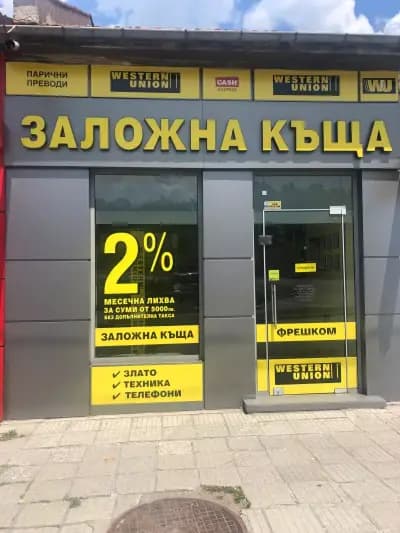 ПАРИЧНИ
ПРЕВОДИ
WESTERN
UNION
CASH
WESTERN
UNION
WU
ЗАЛОЖНА КЪЩА
2%
МЕСЕЧНА ЛИХВА
ЗА СУМИ ОТ 5000лв.
БЕЗ ДОПЪЛНИТЕЛНА ТАКСА
ЗАЛОЖНА КЪЩА
ФРЕШКОМ
WESTERN
UNION
✓ ЗЛАТО
✓ ТЕХНИКА
✓ ТЕЛЕФОНИ